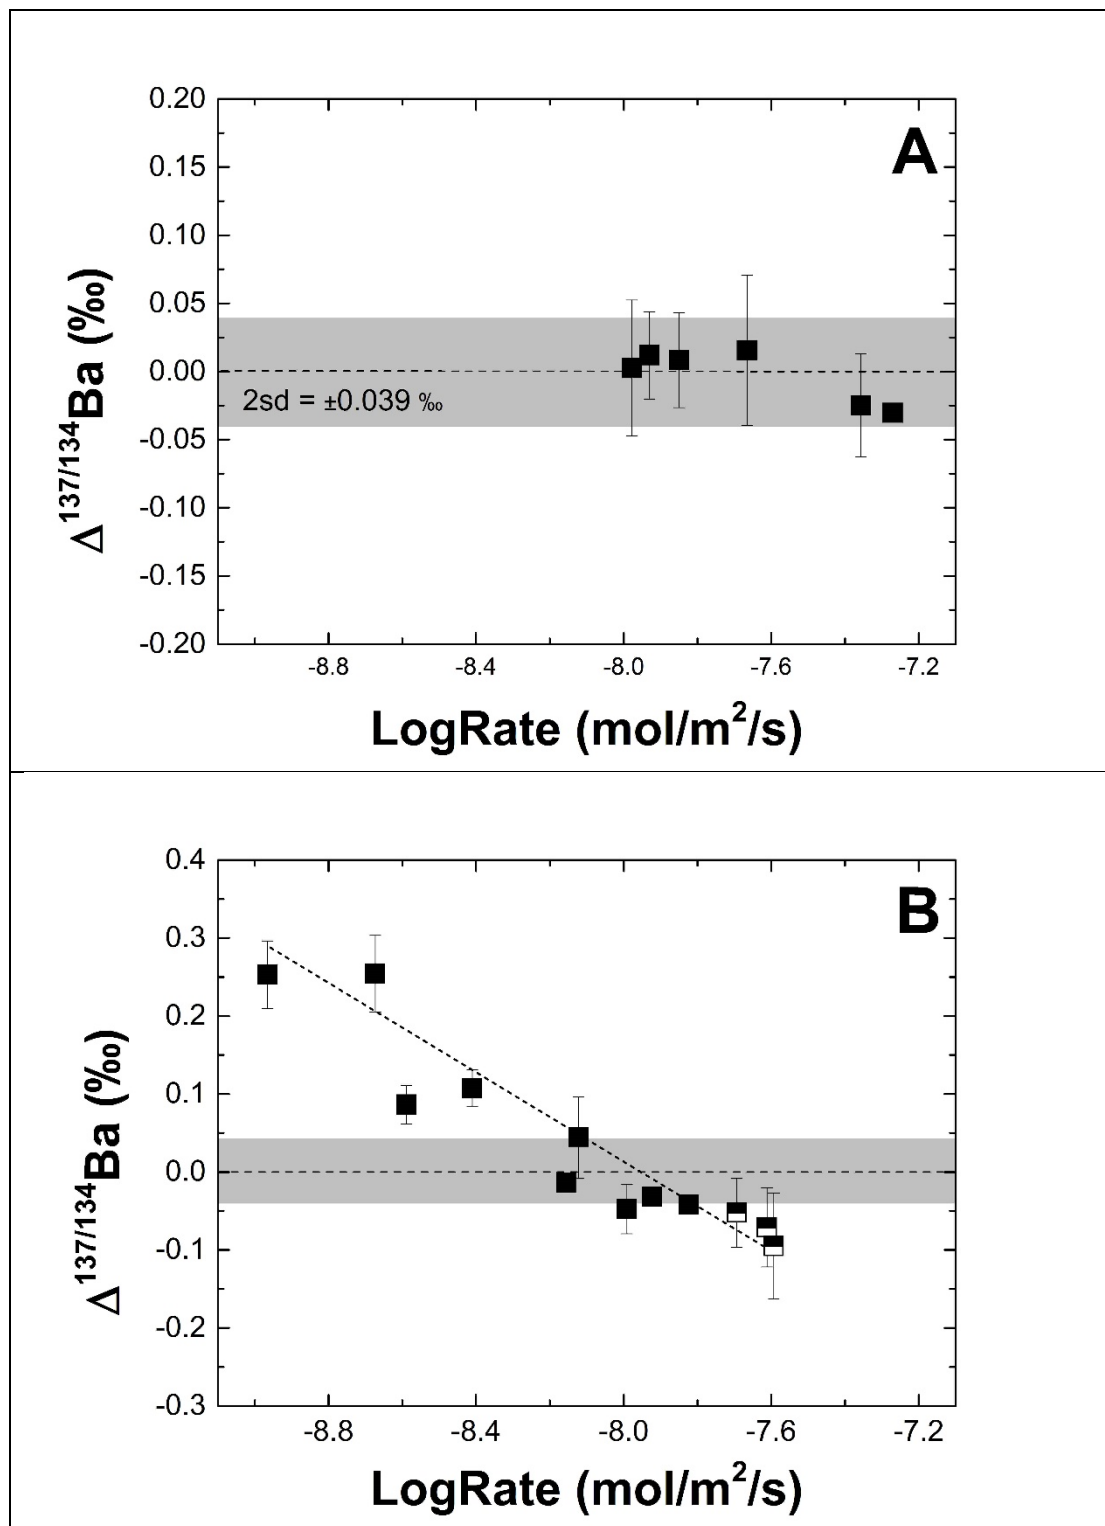 A
0.20
0.15
0.10
0.05
0.00
-0.05
-0.10
-0.15
-0.20
Δ137/134Ba (‰)
2sd = ±0.039 ‰
-8.8 -8.4 -8.0 -7.6 -7.2
LogRate (mol/m²/s)
B
0.4
0.3
0.2
0.1
0.0
-0.1
-0.2
-0.3
Δ137/134Ba (‰)
-8.8 -8.4 -8.0 -7.6 -7.2
LogRate (mol/m²/s)